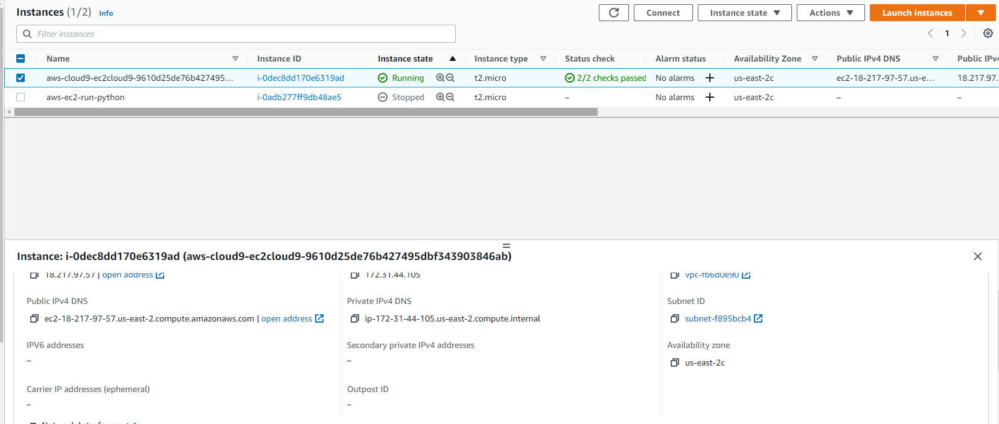 Instances (1/2) Info
Connect Instance state Actions Launch instances
Filter instances
1
Name Instance ID Instance state Instance type Status check Alarm status Availability Zone Public IPv4 DNS Public IPv4
aws-cloud9-ec2cloud9-9610d25de76b427495... i-0dec8dd170e6319ad Running t2.micro 2/2 checks passed No alarms + us-east-2c ec2-18-217-97-57.us-e... 18.217.97.
aws-ec2-run-python i-0adb277ff9db48ae5 Stopped t2.micro – No alarms + us-east-2c – –
Instance: i-0dec8dd170e6319ad (aws-cloud9-ec2cloud9-9610d25de76b427495dbf343903846ab)
18.217.97.57 | open address 172.31.44.105 vpc-fb6d0e90
Public IPv4 DNS Private IPv4 DNS Subnet ID
ec2-18-217-97-57.us-east-2.compute.amazonaws.com | open address ip-172-31-44-105.us-east-2.compute.internal subnet-f895bcb4
IPV6 addresses Secondary private IPv4 addresses Availability zone
– – us-east-2c
Carrier IP addresses (ephemeral) Outpost ID
– –